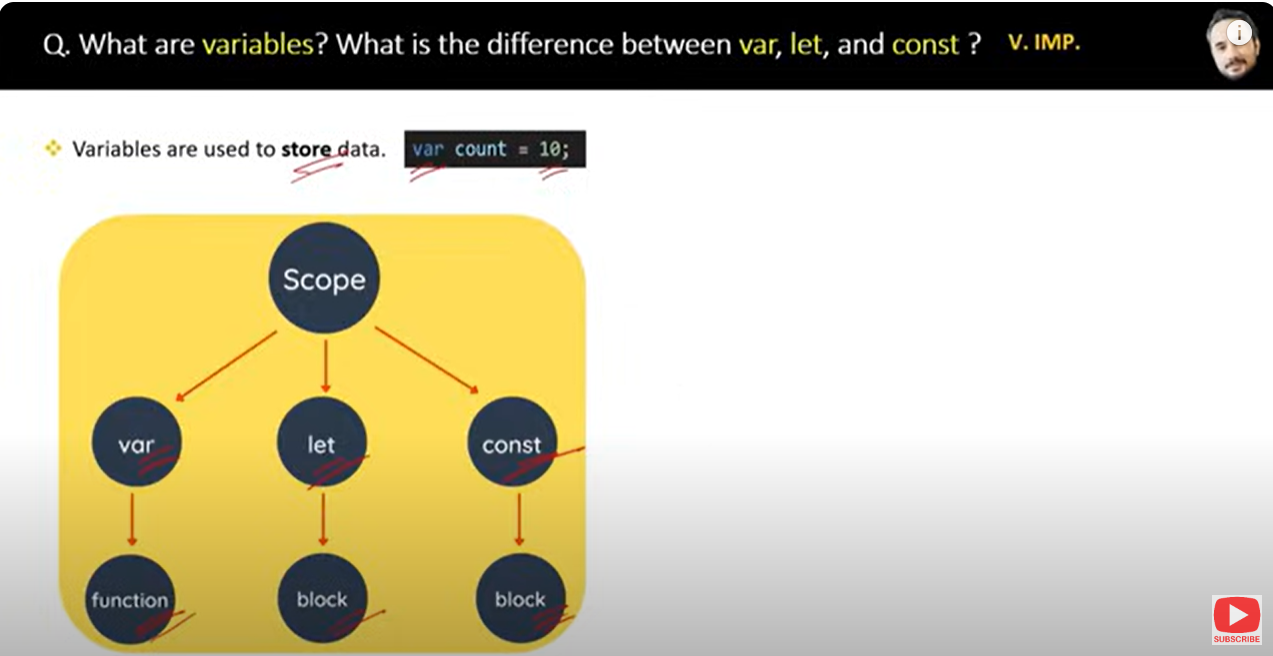 Q. What are variables? What is the difference between var, let, and const ? V. IMP.
i
Variables are used to store data. var count = 10;
Scope
var let const
function block block
SUBSCRIBE